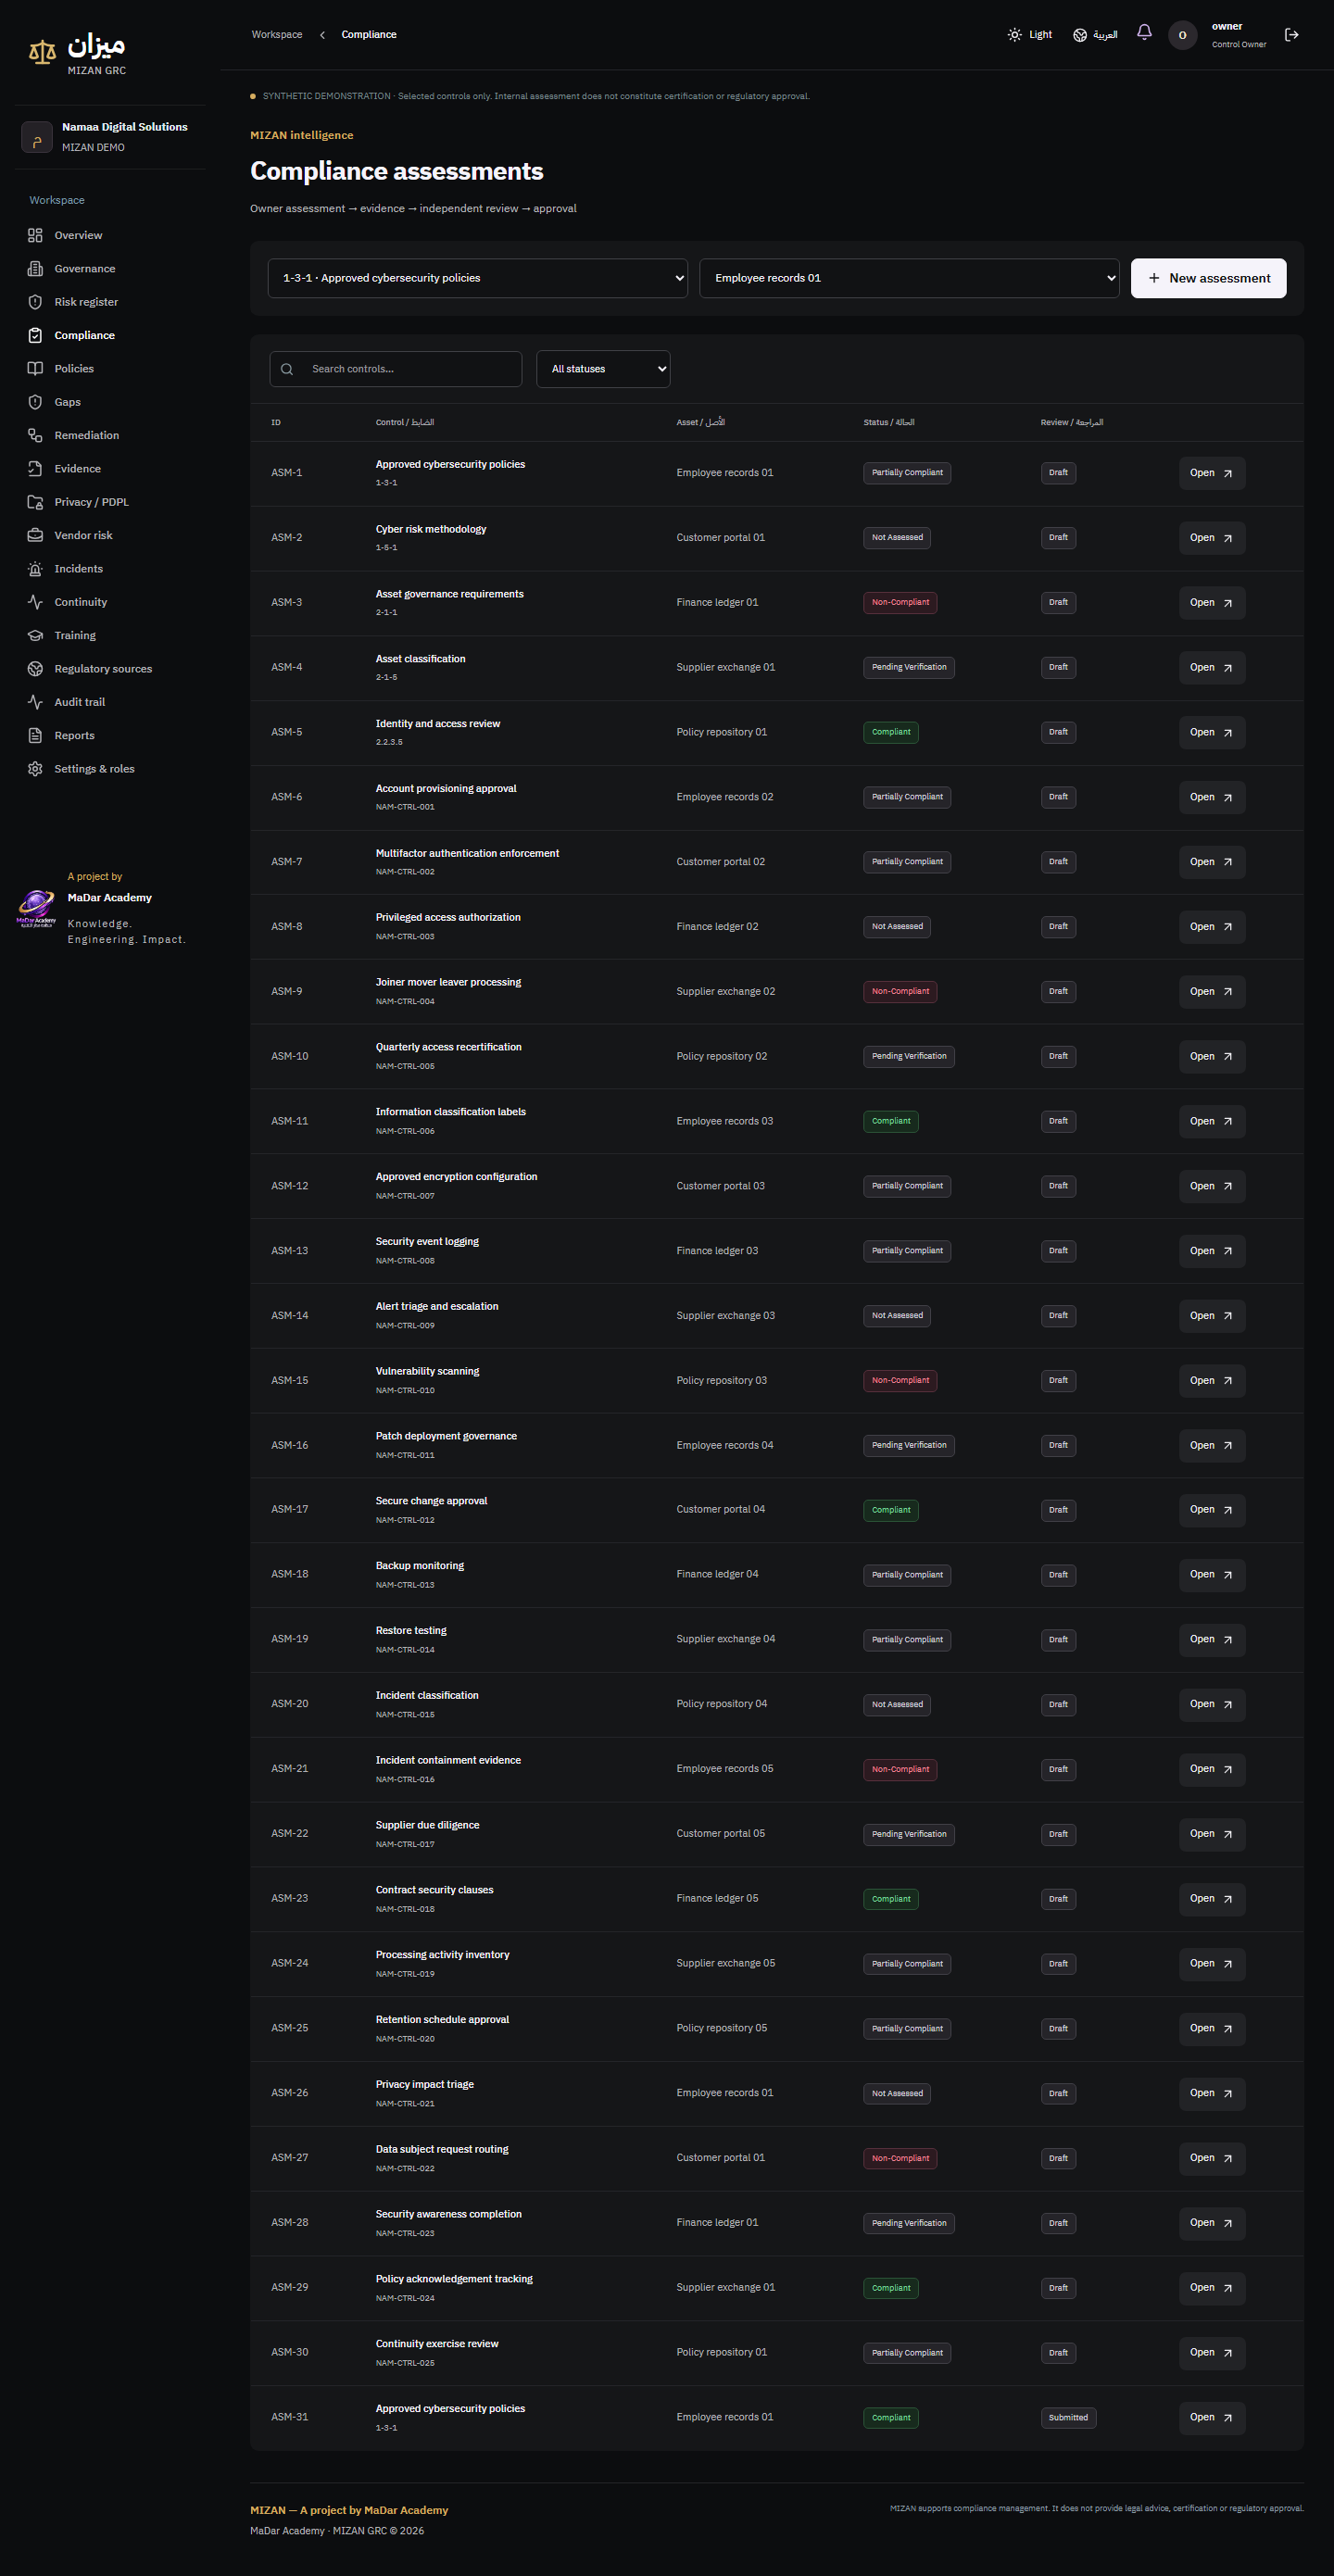 ميزان
MIZAN GRC
Namaa Digital Solutions
MIZAN DEMO
Workspace
Overview
Governance
Risk register
Compliance
Policies
Gaps
Remediation
Evidence
Privacy / PDPL
Vendor risk
Incidents
Continuity
Training
Regulatory sources
Audit trail
Reports
Settings & roles
A project by
MaDar Academy
Knowledge.
Engineering. Impact.
MaDar Academy
Workspace
Compliance
Light
العربية
O
owner
Control Owner
SYNTHETIC DEMONSTRATION · Selected controls only. Internal assessment does not constitute certification or regulatory approval.
MIZAN intelligence
Compliance assessments
Owner assessment → evidence → independent review → approval
1-3-1 · Approved cybersecurity policies
Employee records 01
+ New assessment
Search controls...
All statuses
ID Control / الضابط Asset / الأصل Status / الحالة Review / المراجعة
ASM-1 Approved cybersecurity policies Employee records 01 Partially Compliant Draft Open
1-3-1
ASM-2 Cyber risk methodology Customer portal 01 Not Assessed Draft Open
1-5-1
ASM-3 Asset governance requirements Finance ledger 01 Non-Compliant Draft Open
2-1-1
ASM-4 Asset classification Supplier exchange 01 Pending Verification Draft Open
2-1-5
ASM-5 Identity and access review Policy repository 01 Compliant Draft Open
2.2.3.5
ASM-6 Account provisioning approval Employee records 02 Partially Compliant Draft Open
NAM-CTRL-001
ASM-7 Multifactor authentication enforcement Customer portal 02 Partially Compliant Draft Open
NAM-CTRL-002
ASM-8 Privileged access authorization Finance ledger 02 Not Assessed Draft Open
NAM-CTRL-003
ASM-9 Joiner mover leaver processing Supplier exchange 02 Non-Compliant Draft Open
NAM-CTRL-004
ASM-10 Quarterly access recertification Policy repository 02 Pending Verification Draft Open
NAM-CTRL-005
ASM-11 Information classification labels Employee records 03 Compliant Draft Open
NAM-CTRL-006
ASM-12 Approved encryption configuration Customer portal 03 Partially Compliant Draft Open
NAM-CTRL-007
ASM-13 Security event logging Finance ledger 03 Partially Compliant Draft Open
NAM-CTRL-008
ASM-14 Alert triage and escalation Supplier exchange 03 Not Assessed Draft Open
NAM-CTRL-009
ASM-15 Vulnerability scanning Policy repository 03 Non-Compliant Draft Open
NAM-CTRL-010
ASM-16 Patch deployment governance Employee records 04 Pending Verification Draft Open
NAM-CTRL-011
ASM-17 Secure change approval Customer portal 04 Compliant Draft Open
NAM-CTRL-012
ASM-18 Backup monitoring Finance ledger 04 Partially Compliant Draft Open
NAM-CTRL-013
ASM-19 Restore testing Supplier exchange 04 Partially Compliant Draft Open
NAM-CTRL-014
ASM-20 Incident classification Policy repository 04 Not Assessed Draft Open
NAM-CTRL-015
ASM-21 Incident containment evidence Employee records 05 Non-Compliant Draft Open
NAM-CTRL-016
ASM-22 Supplier due diligence Customer portal 05 Pending Verification Draft Open
NAM-CTRL-017
ASM-23 Contract security clauses Finance ledger 05 Compliant Draft Open
NAM-CTRL-018
ASM-24 Processing activity inventory Supplier exchange 05 Partially Compliant Draft Open
NAM-CTRL-019
ASM-25 Retention schedule approval Policy repository 05 Partially Compliant Draft Open
NAM-CTRL-020
ASM-26 Privacy impact triage Employee records 01 Not Assessed Draft Open
NAM-CTRL-021
ASM-27 Data subject request routing Customer portal 01 Non-Compliant Draft Open
NAM-CTRL-022
ASM-28 Security awareness completion Finance ledger 01 Pending Verification Draft Open
NAM-CTRL-023
ASM-29 Policy acknowledgement tracking Supplier exchange 01 Compliant Draft Open
NAM-CTRL-024
ASM-30 Continuity exercise review Policy repository 01 Partially Compliant Draft Open
NAM-CTRL-025
ASM-31 Approved cybersecurity policies Employee records 01 Compliant Submitted Open
1-3-1
MIZAN — A project by MaDar Academy
MaDar Academy · MIZAN GRC © 2026
MIZAN supports compliance management. It does not provide legal advice, certification or regulatory approval.